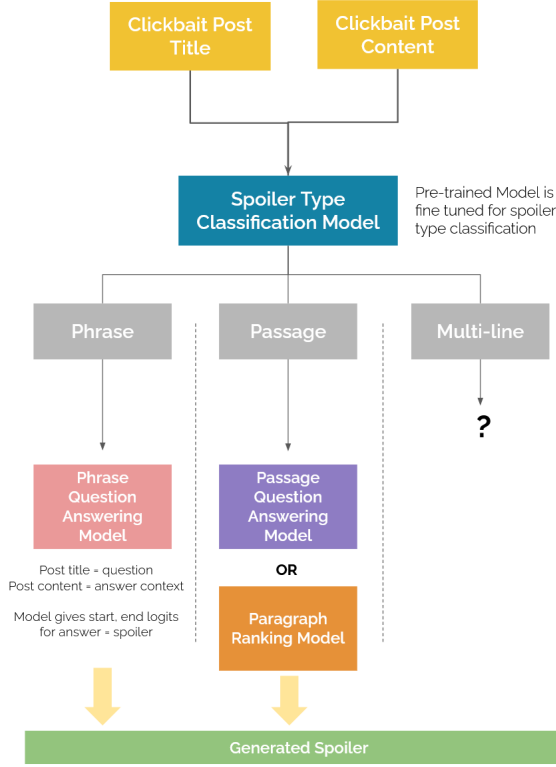 Clickbait Post
Title
Clickbait Post
Content
Spoiler Type
Classification Model
Pre-trained Model is
fine tuned for spoiler
type classification
Phrase
Passage
Multi-line
?
Phrase
Question
Answering
Model
Passage
Question
Answering
Model
Post title = question
Post content = answer context
OR
Model gives start, end logits
for answer = spoiler
Paragraph
Ranking Model
Generated Spoiler